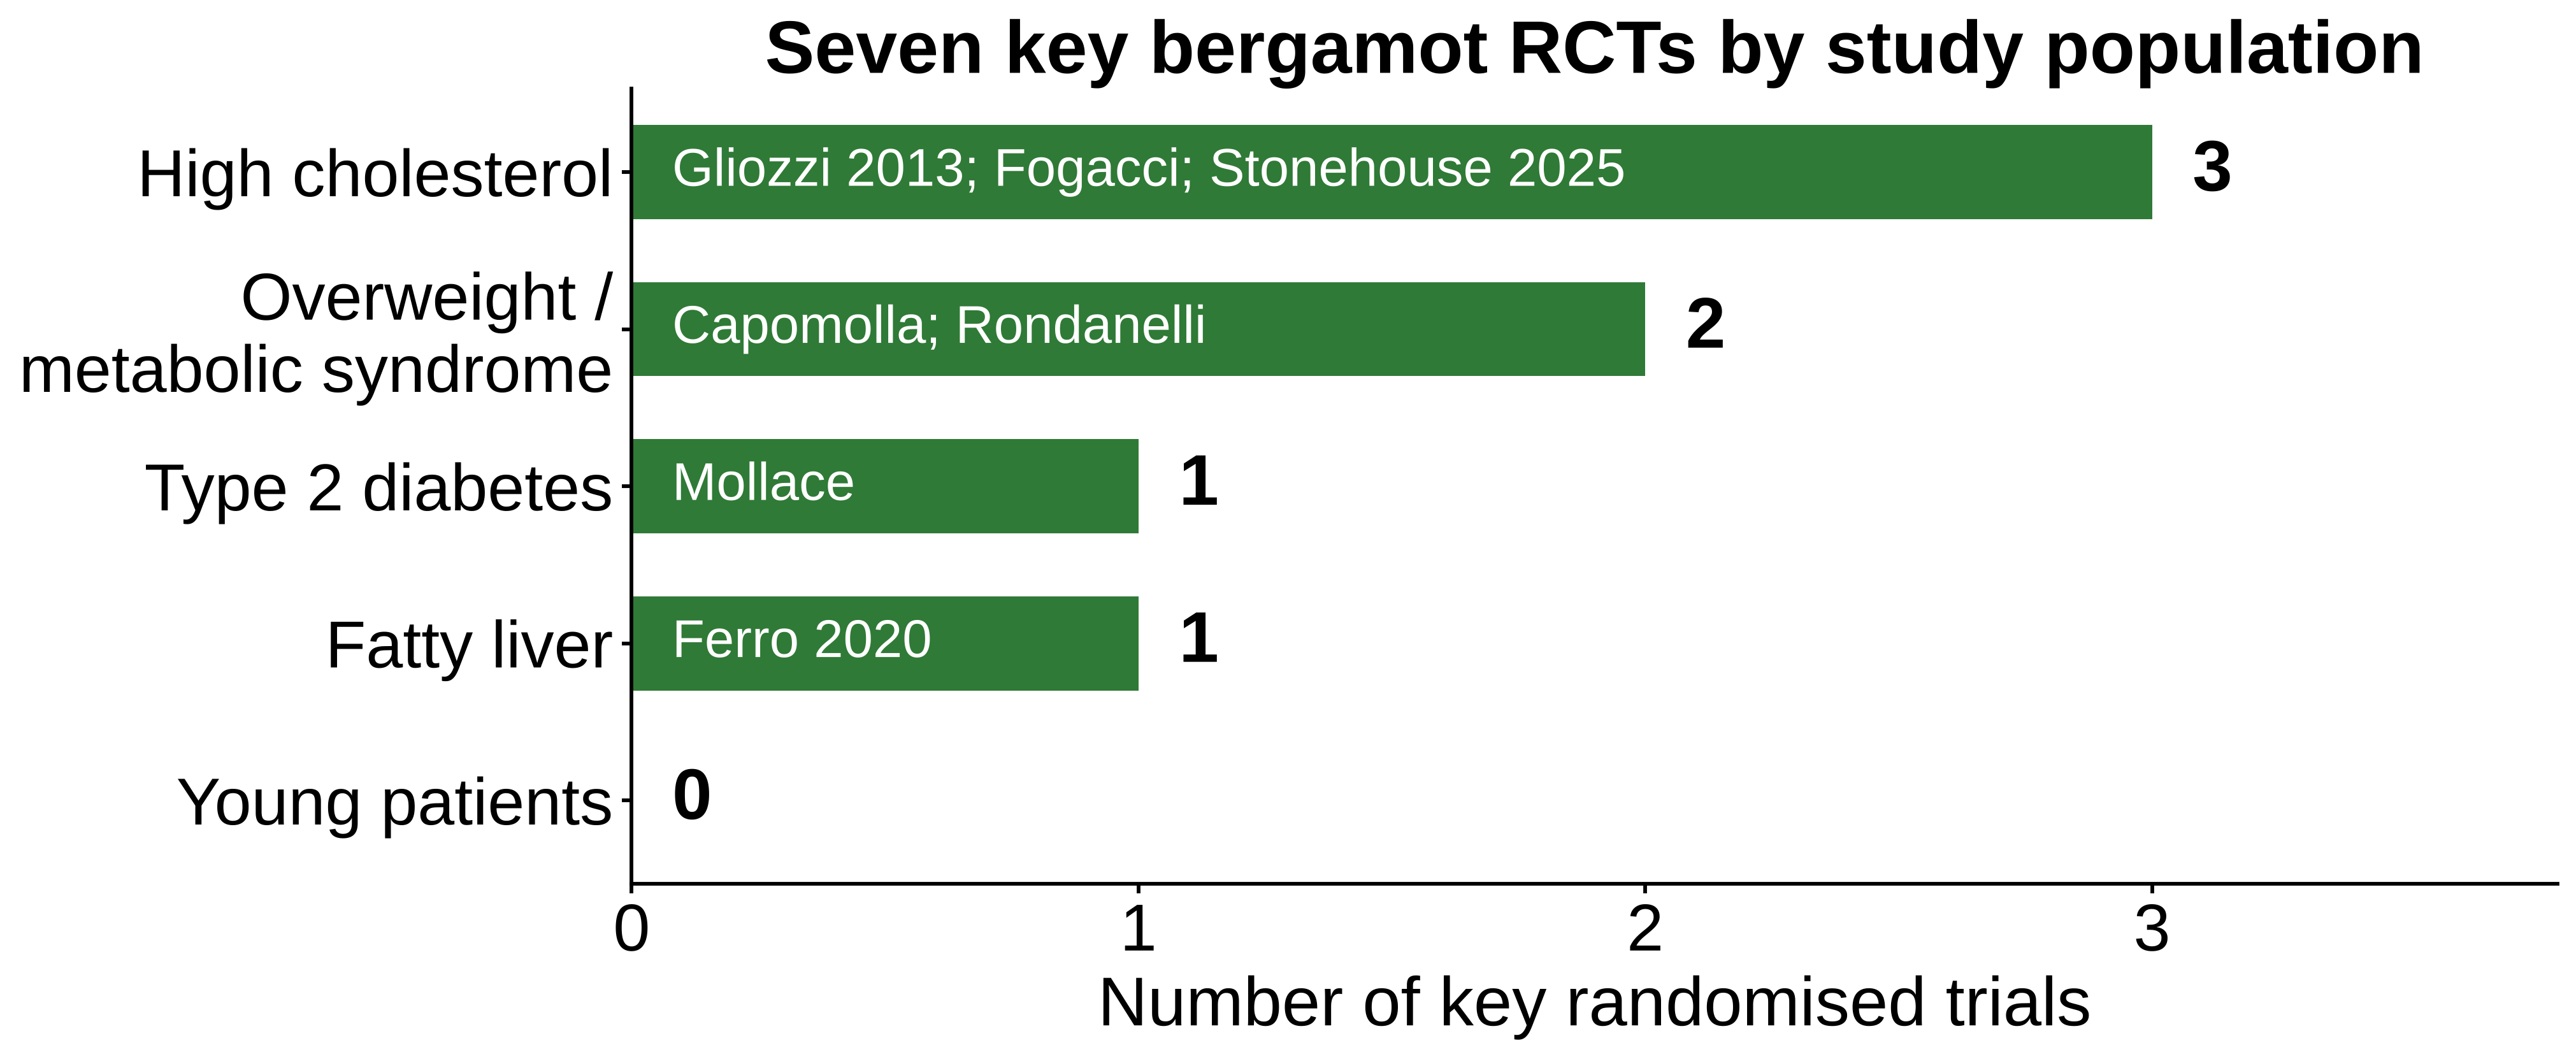 Seven key bergamot RCTs by study population
High cholesterol
Gliozzi 2013; Fogacci; Stonehouse 2025
3
Overweight /
metabolic syndrome
Capomolla; Rondanelli
2
Type 2 diabetes
Mollace
1
Fatty liver
Ferro 2020
1
Young patients
0
0 1 2 3
Number of key randomised trials